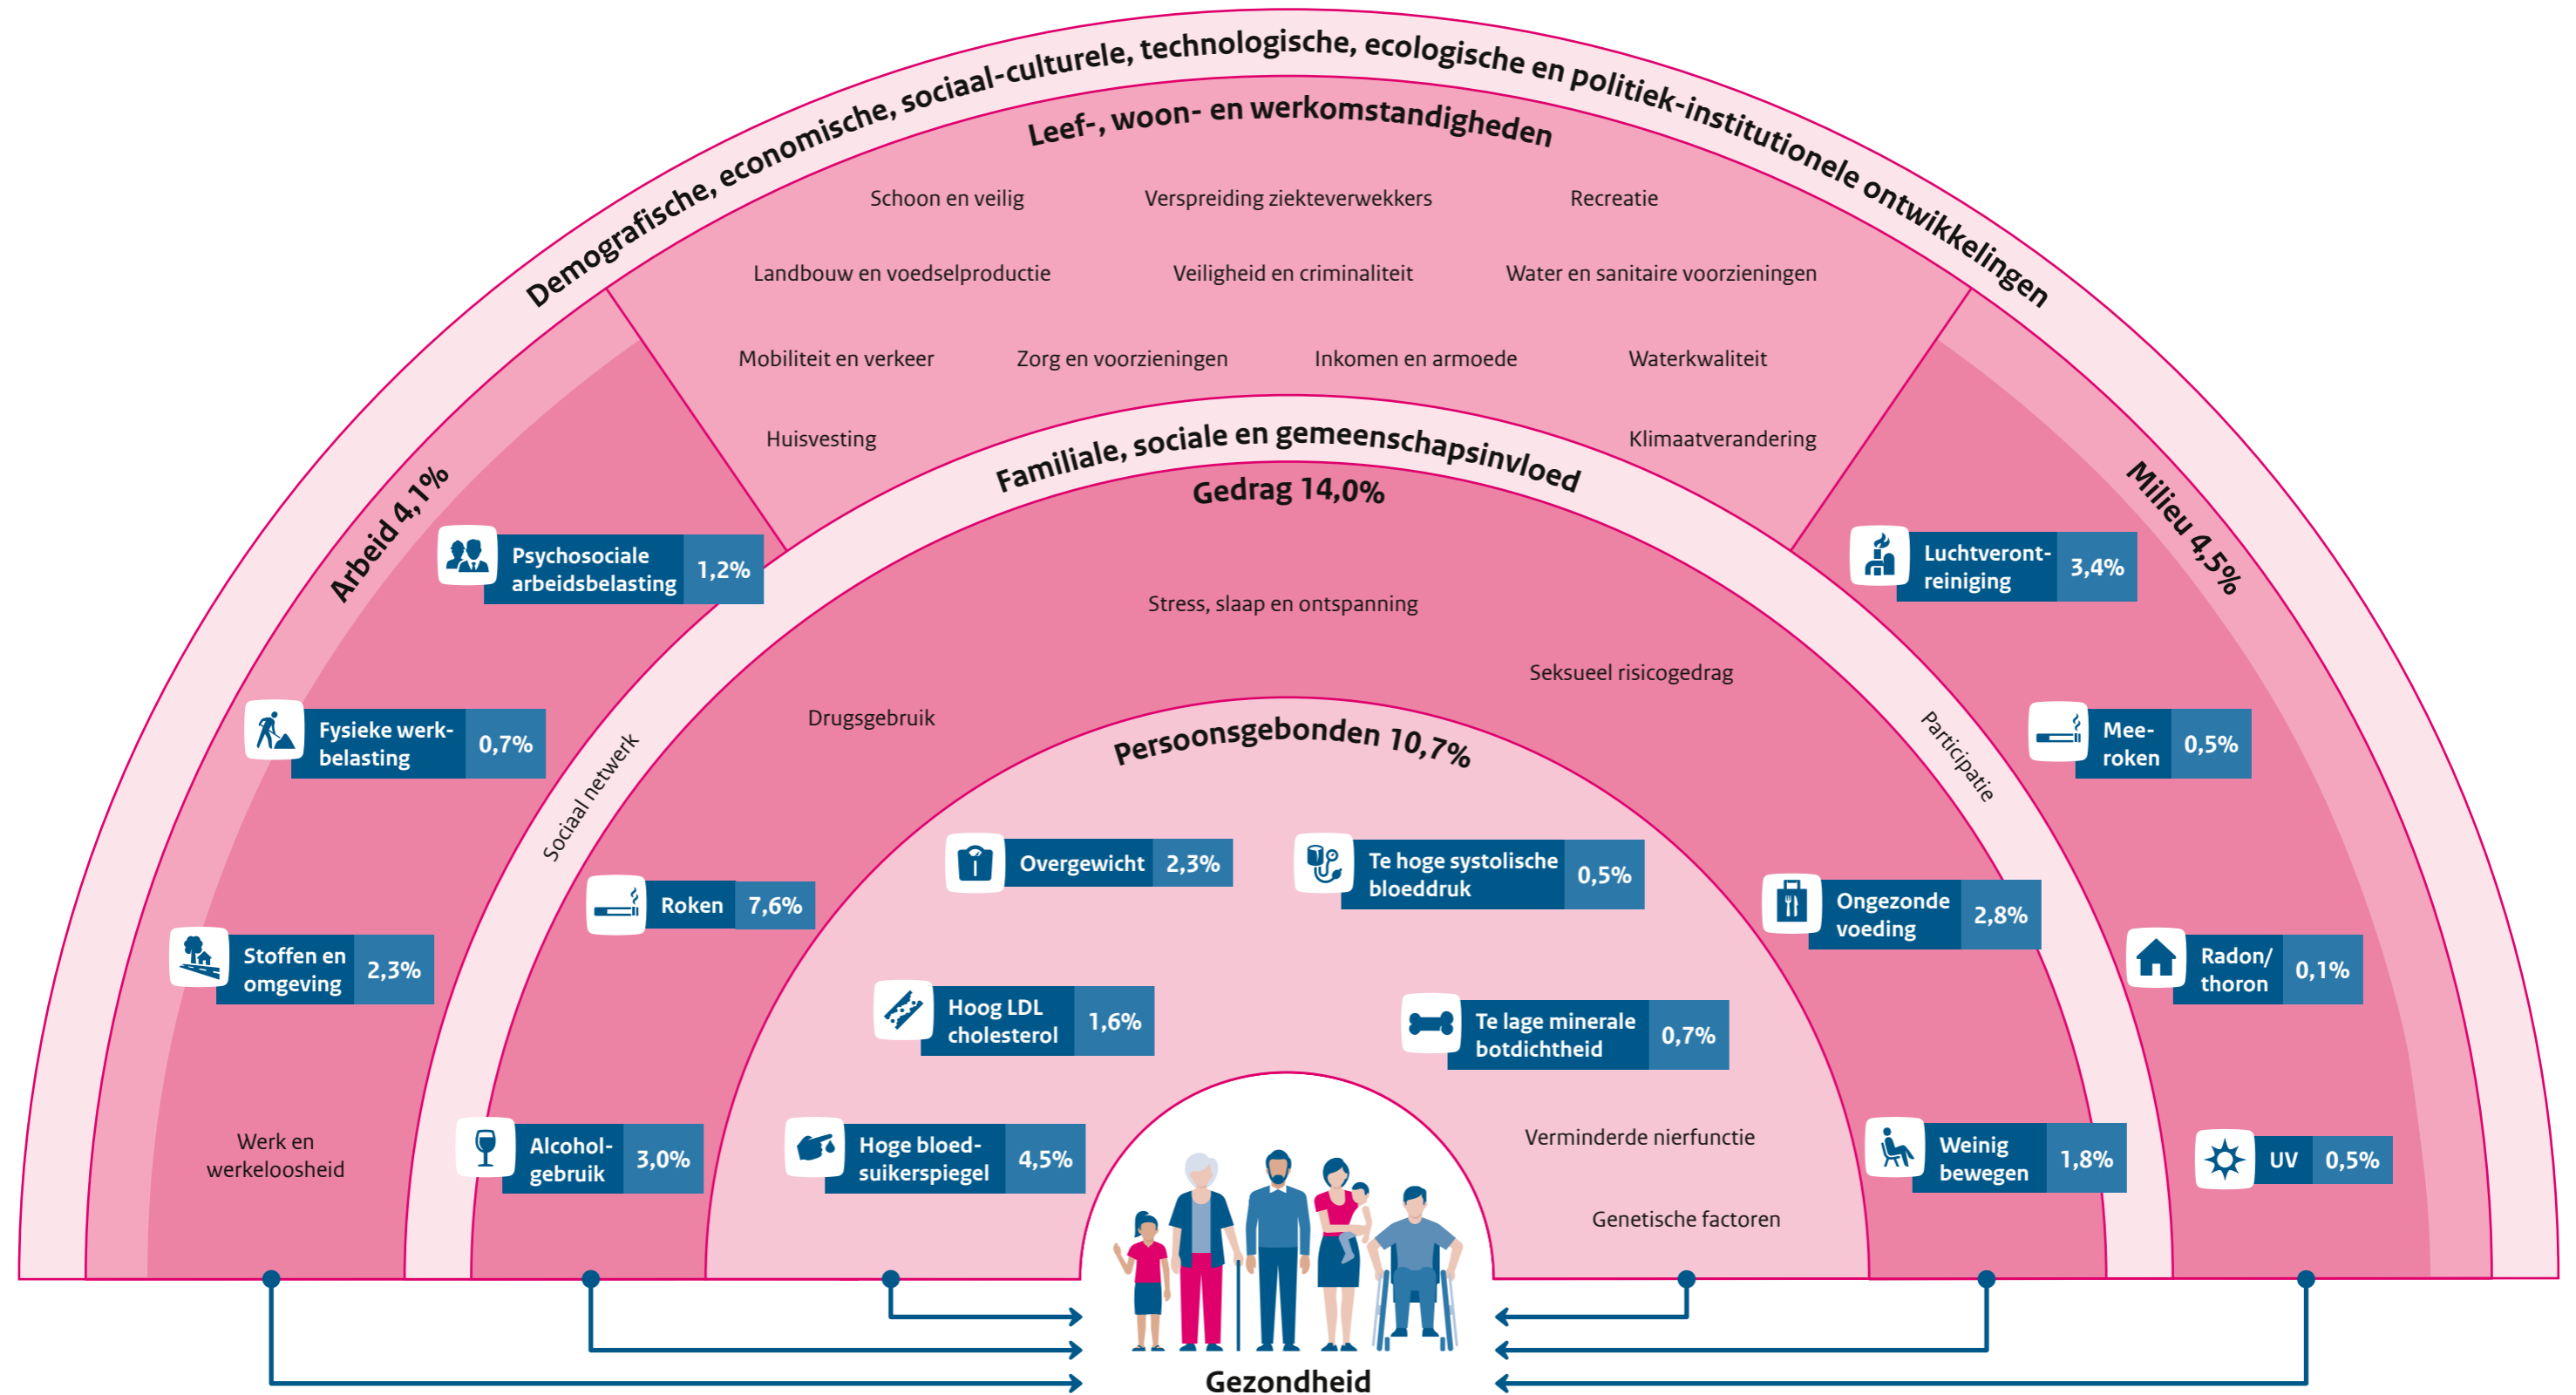 Demografische, economische, sociaal-culturele, technologische, ecologische en politiek-institutionele ontwikkelingen
Leef-, woon- en werkomstandigheden
Schoon en veilig
Verspreiding ziekteverwekkers
Recreatie
Landbouw en voedselproductie
Veiligheid en criminaliteit
Water en sanitaire voorzieningen
Mobiliteit en verkeer
Zorg en voorzieningen
Inkomen en armoede
Waterkwaliteit
Huisvesting
Klimaatverandering
Arbeid 4,1%
Psychosociale
arbeidsbelasting
1,2%
Fysieke werk-
belasting
0,7%
Stoffen en
omgeving
2,3%
Werk en
werkeloosheid
Milieu 4,5%
Luchtveront-
reiniging
3,4%
Mee-
roken
0,5%
Radon/
thoron
0,1%
UV
0,5%
Familiale, sociale en gemeenschapsinvloed
Sociaal netwerk
Participatie
Gedrag 14,0%
Stress, slaap en ontspanning
Seksueel risicogedrag
Drugsgebruik
Roken
7,6%
Alcohol-
gebruik
3,0%
Ongezonde
voeding
2,8%
Weinig
bewegen
1,8%
Persoonsgebonden 10,7%
Overgewicht
2,3%
Te hoge systolische
bloeddruk
0,5%
Hoog LDL
cholesterol
1,6%
Te lage minerale
botdichtheid
0,7%
Hoge bloed-
suikerspiegel
4,5%
Verminderde nierfunctie
Genetische factoren
Gezondheid